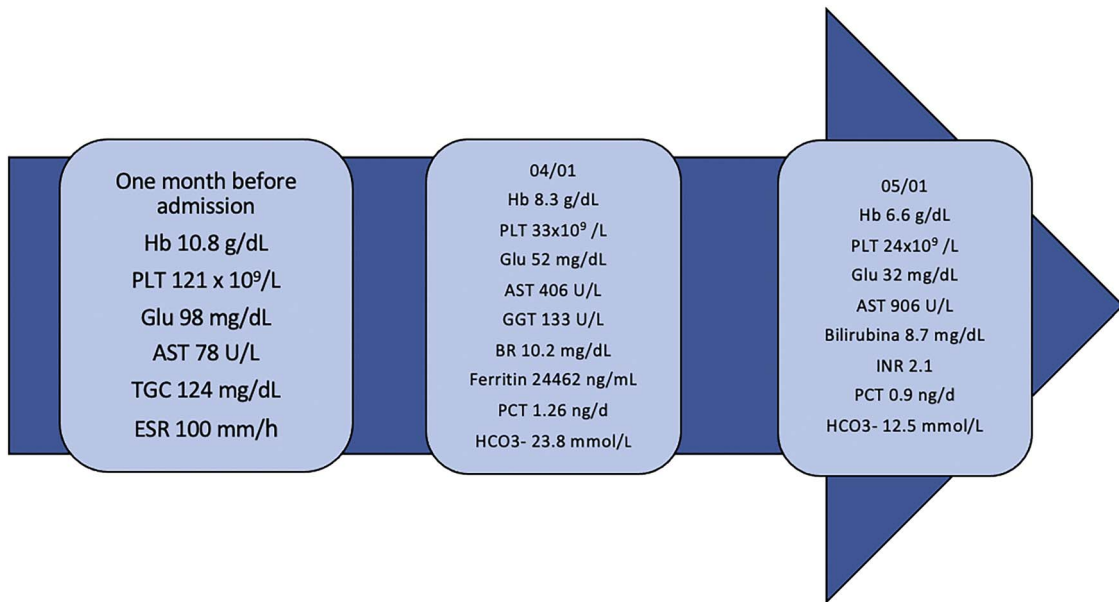 One month before
admission
Hb 10.8 g/dL
PLT 121 x 10⁹/L
Glu 98 mg/dL
AST 78 U/L
TGC 124 mg/dL
ESR 100 mm/h
04/01
Hb 8.3 g/dL
PLT 33x10⁹ /L
Glu 52 mg/dL
AST 406 U/L
GGT 133 U/L
BR 10.2 mg/dL
Ferritin 24462 ng/mL
PCT 1.26 ng/d
HCO3- 23.8 mmol/L
05/01
Hb 6.6 g/dL
PLT 24x10⁹ /L
Glu 32 mg/dL
AST 906 U/L
Bilirubina 8.7 mg/dL
INR 2.1
PCT 0.9 ng/d
HCO3- 12.5 mmol/L